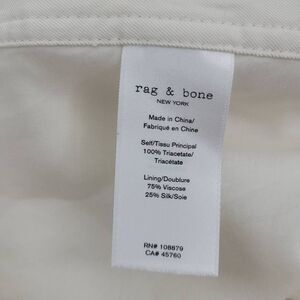 rag & bone
NEW YORK
Made in China/
Fabriqué en Chine
Self/Tissu Principal
100% Triacetate/
Triacétate
Lining/Doublure
75% Viscose
25% Silk/Soie
RN# 108879
CA# 45760